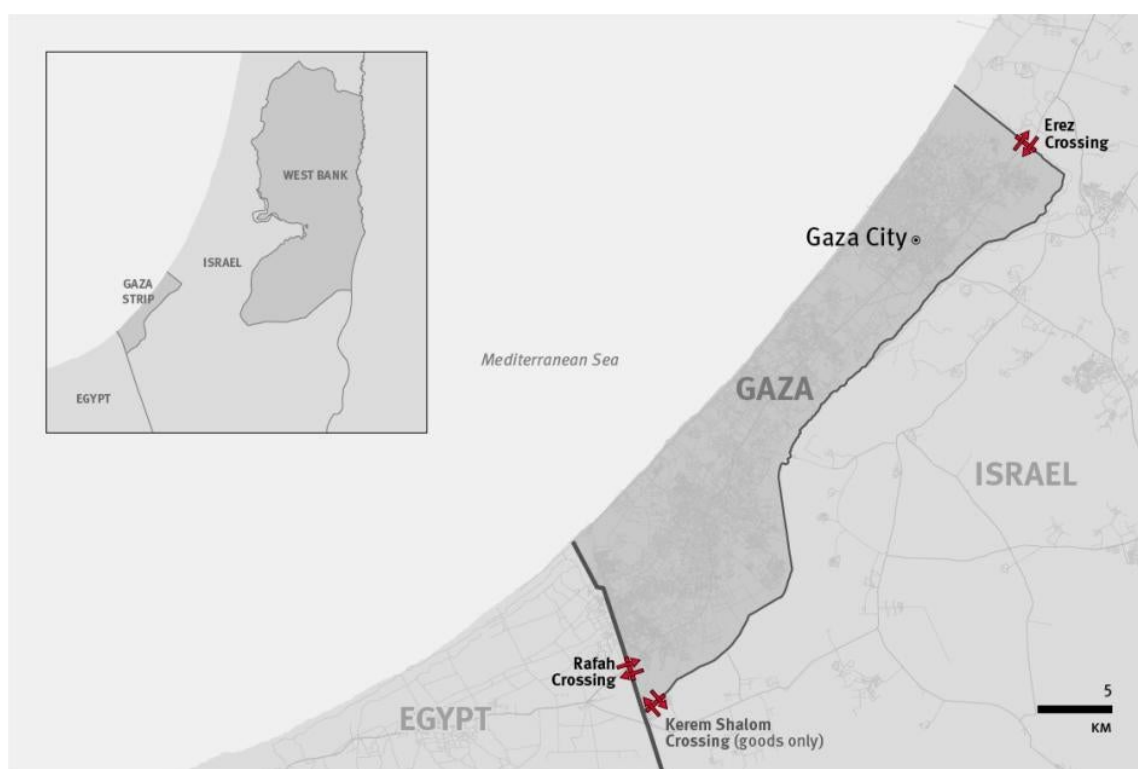 WEST BANK
ISRAEL
GAZA
STRIP
EGYPT
Erez
Crossing
Gaza City
Mediterranean Sea
GAZA
ISRAEL
Rafah
Crossing
EGYPT
Kerem Shalom
Crossing (goods only)
5
KM